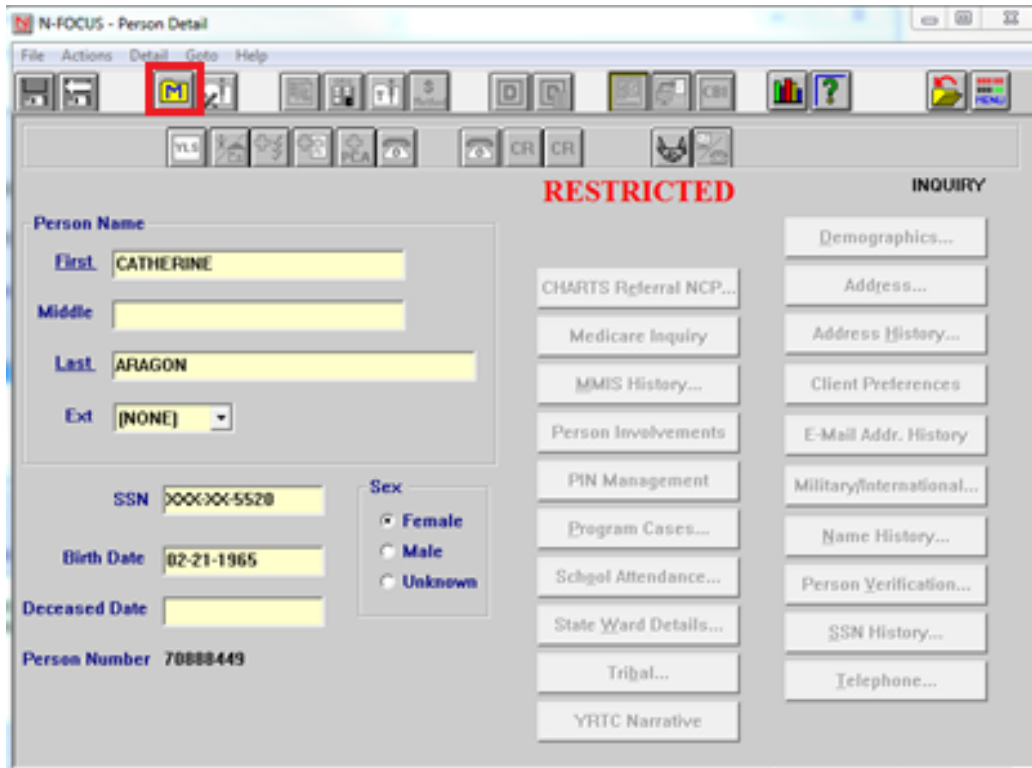 N-FOCUS - Person Detail
File Actions Detail Goto Help
M
T
$
D
D
CBI
?
MENU
YLS
PCA
CR
CR
RESTRICTED
INQUIRY
Person Name
First CATHERINE
Middle
Last ARAGON
Ext (NONE)
SSN XXX-XX-5520
Birth Date 02-21-1965
Deceased Date
Person Number 70888449
Sex
Female
Male
Unknown
CHARTS Referral NCP...
Medicare Inquiry
MMIS History...
Person Involvements
PIN Management
Program Cases...
School Attendance...
State Ward Details...
Tribal...
YRTC Narrative
Demographics...
Address...
Address History...
Client Preferences
E-Mail Addr. History
Military/International...
Name History...
Person Verification...
SSN History...
Telephone...